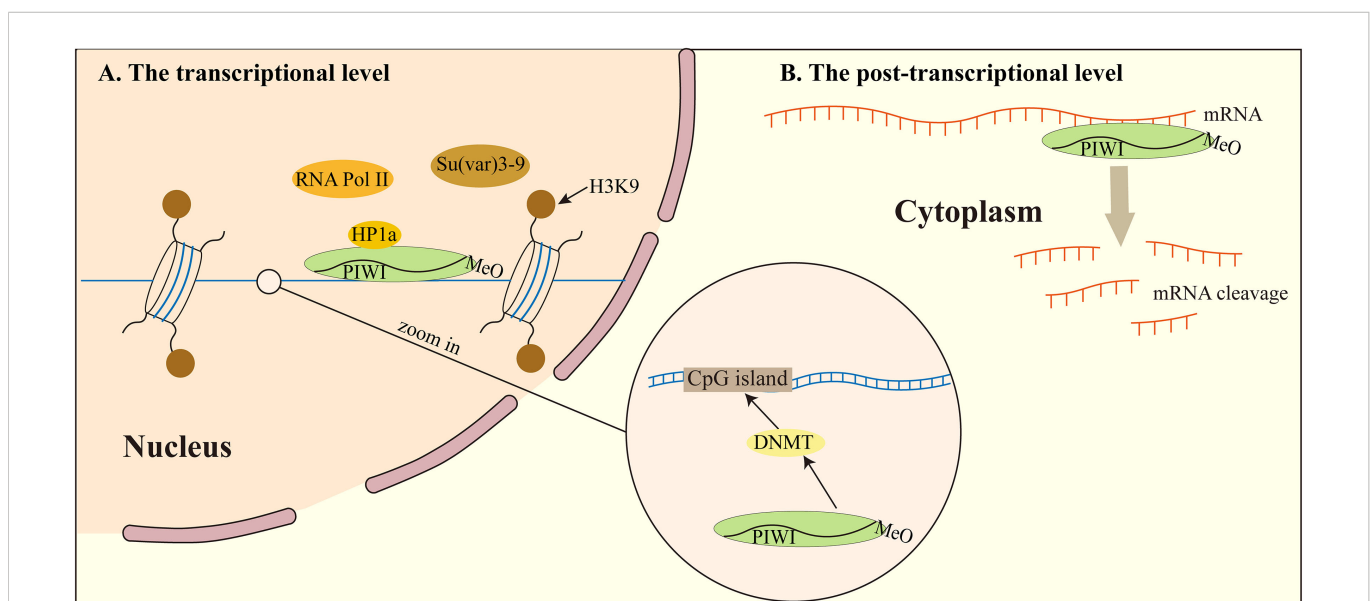 A. The transcriptional level
RNA Pol II
Su(var)3-9
H3K9
HP1a
PIWI
MeO
zoom in
Nucleus
B. The post-transcriptional level
mRNA
PIWI
MeO
Cytoplasm
mRNA cleavage
CpG island
DNMT
PIWI
MeO